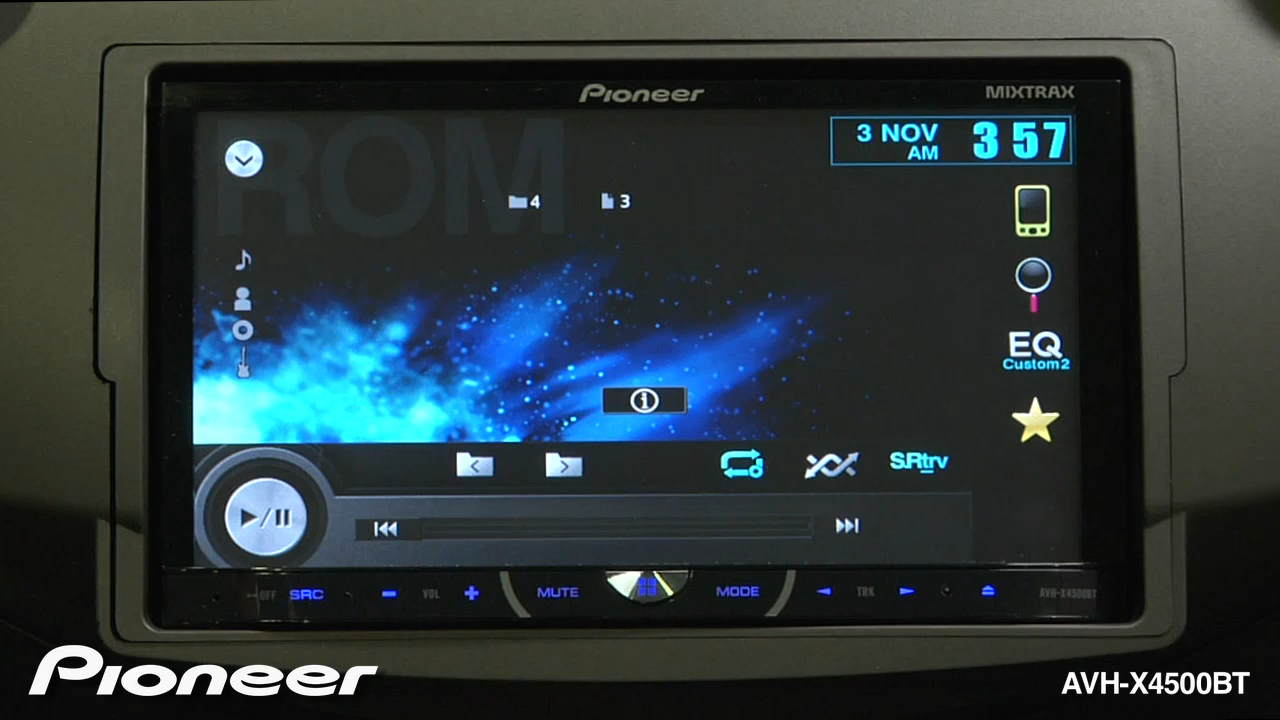 Pioneer
MIXTRAX
ROM
3 NOV
AM
3 57
4
3
EQ
Custom2
S.Rtrv
OFF
SRC
VOL
MUTE
MODE
TRK
AVH-X4500BT
Pioneer
AVH-X4500BT